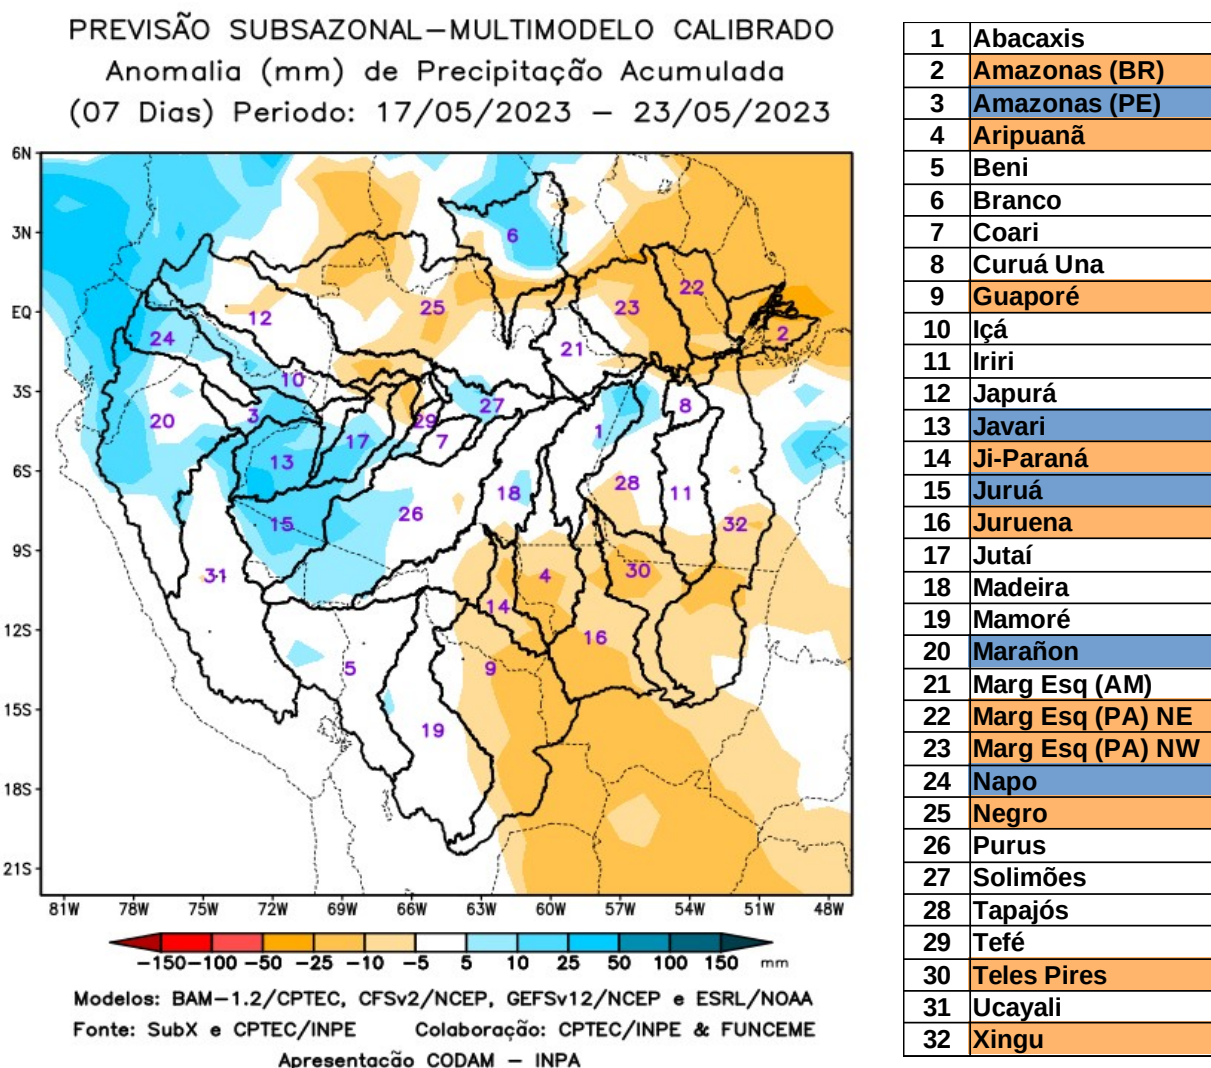 PREVISÃO SUBSAZONAL–MULTIMODELO CALIBRADO
Anomalia (mm) de Precipitação Acumulada
(07 Dias) Periodo: 17/05/2023 – 23/05/2023
6N
3N
EQ
3S
6S
9S
12S
15S
18S
21S
81W 78W 75W 72W 69W 66W 63W 60W 57W 54W 51W 48W
6
22
25
23
12
2
24
21
10
27
8
3
20
29
1
17
7
13
28
18
11
15
26
32
31
4
30
14
16
5
9
19
−150 −100 −50 −25 −10 −5 5 10 25 50 100 150 mm
Modelos: BAM−1.2/CPTEC, CFSv2/NCEP, GEFSv12/NCEP e ESRL/NOAA
Fonte: SubX e CPTEC/INPE Colaboração: CPTEC/INPE & FUNCEME
Apresentação CODAM – INPA
1 Abacaxis
2 Amazonas (BR)
3 Amazonas (PE)
4 Aripuanã
5 Beni
6 Branco
7 Coari
8 Curuá Una
9 Guaporé
10 Içá
11 Iriri
12 Japurá
13 Javari
14 Ji-Paraná
15 Juruá
16 Juruena
17 Jutaí
18 Madeira
19 Mamoré
20 Marañon
21 Marg Esq (AM)
22 Marg Esq (PA) NE
23 Marg Esq (PA) NW
24 Napo
25 Negro
26 Purus
27 Solimões
28 Tapajós
29 Tefé
30 Teles Pires
31 Ucayali
32 Xingu